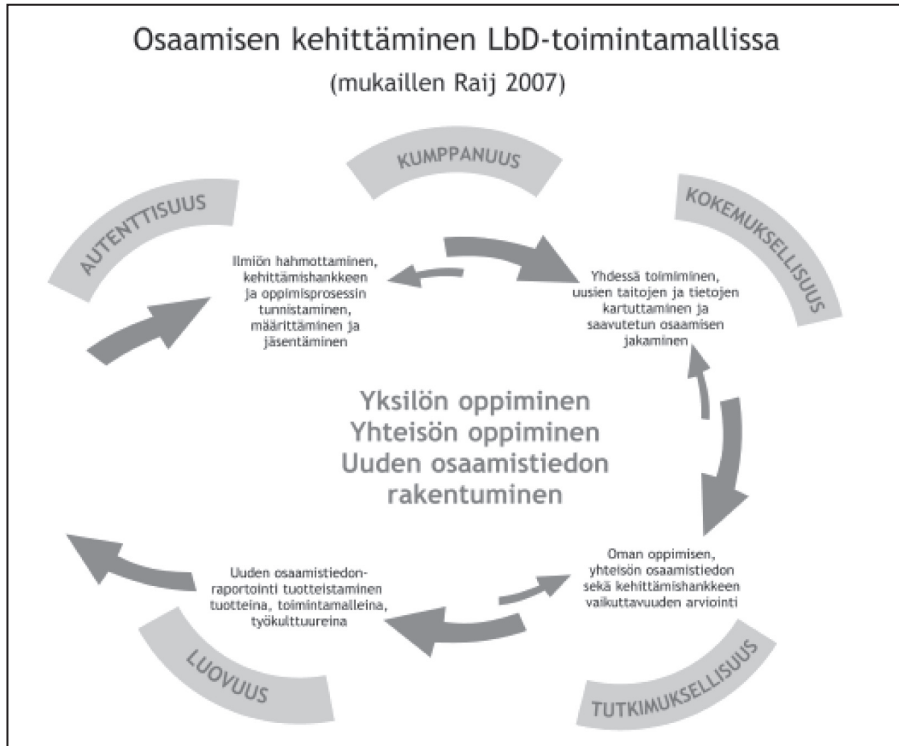 Osaamisen kehittäminen LbD-toimintamallissa
(mukaillen Raij 2007)
AUTENTTISUUS
KUMPPANUUS
KOKEMUKSELLISUUS
Ilmiön hahmottaminen,
kehittämishankkeen
ja oppimisprosessin
tunnistaminen,
määrittäminen ja
jäsentäminen
Yhdessä toimiminen,
uusien taitojen ja tietojen
kartuttaminen ja
saavutetun osaamisen
jakaminen
Yksilön oppiminen
Yhteisön oppiminen
Uuden osaamistiedon
rakentuminen
Uuden osaamistiedon-
raportointi tuotteistaminen
tuotteina, toimintamalleina,
työkulttuureina
Oman oppimisen,
yhteisön osaamistiedon
sekä kehittämishankkeen
vaikuttavuuden arviointi
LUOVUUS
TUTKIMUKSELLISUUS